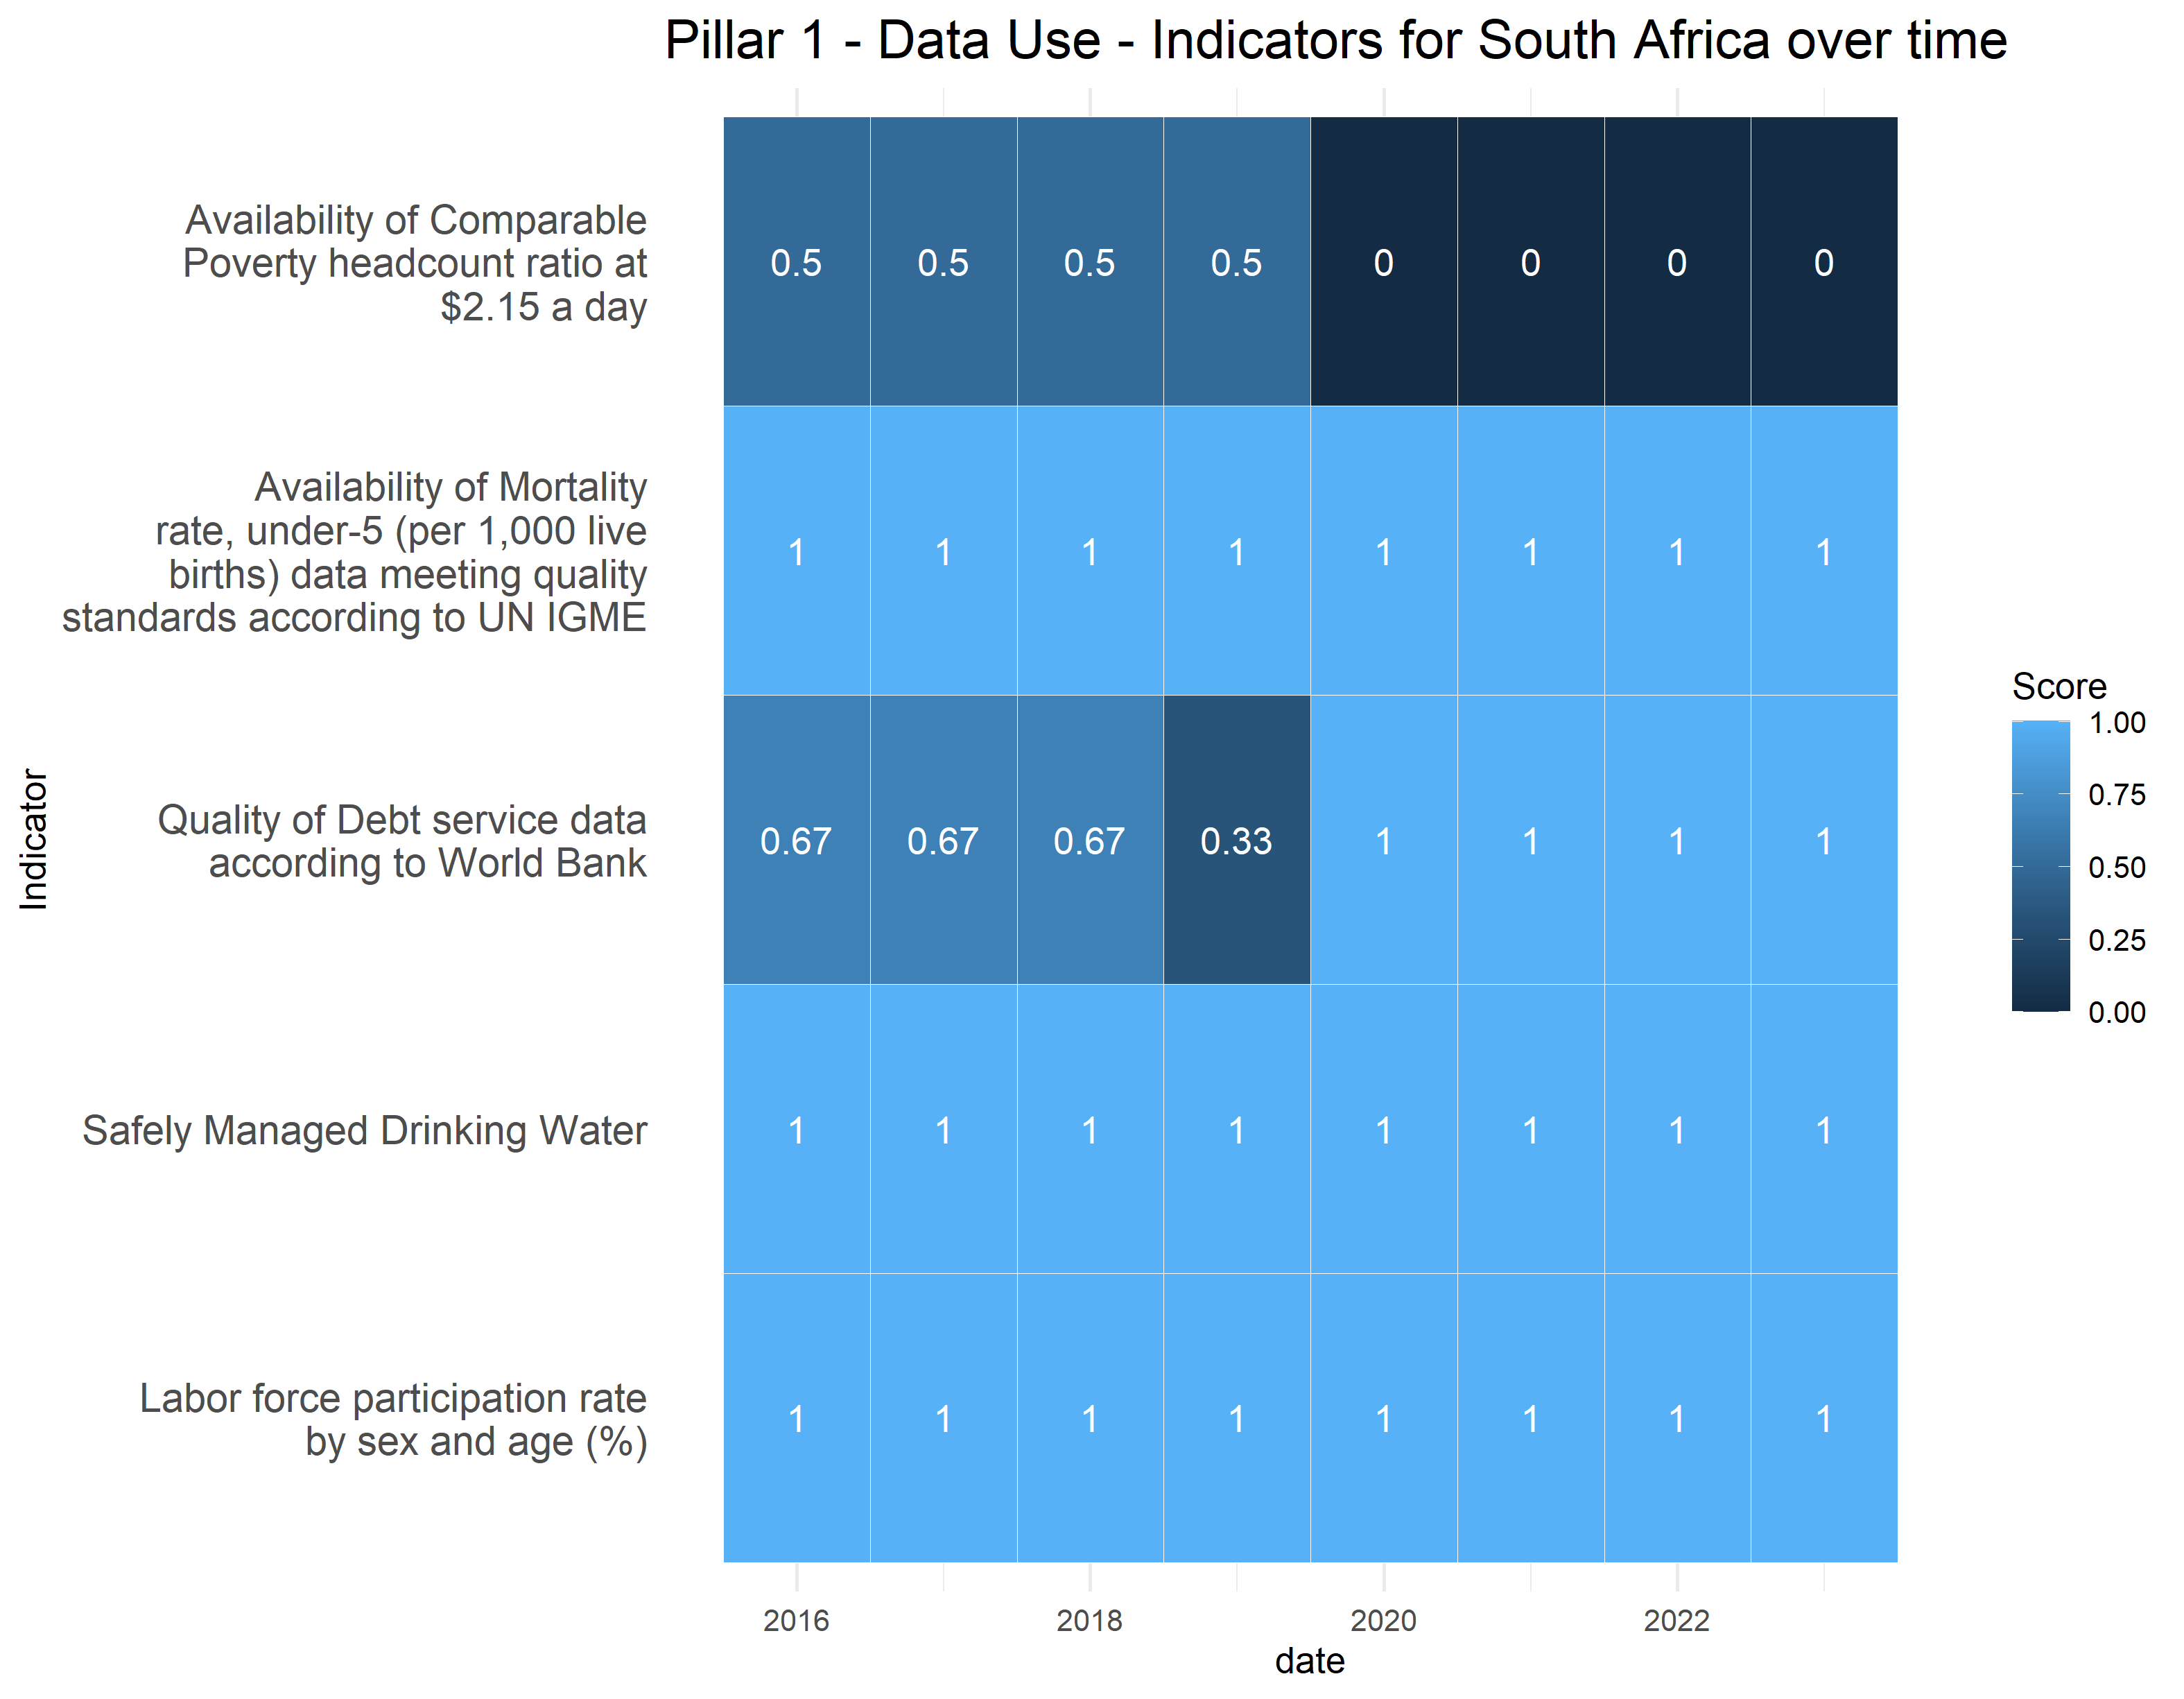 Pillar 1 - Data Use - Indicators for South Africa over time
Indicator
Availability of Comparable
Poverty headcount ratio at
$2.15 a day
0.5 0.5 0.5 0.5 0 0 0 0
Availability of Mortality
rate, under-5 (per 1,000 live
births) data meeting quality
standards according to UN IGME
1 1 1 1 1 1 1 1
Quality of Debt service data
according to World Bank
0.67 0.67 0.67 0.33 1 1 1 1
Safely Managed Drinking Water
1 1 1 1 1 1 1 1
Labor force participation rate
by sex and age (%)
1 1 1 1 1 1 1 1
2016 2018 2020 2022
date
Score
1.00
0.75
0.50
0.25
0.00